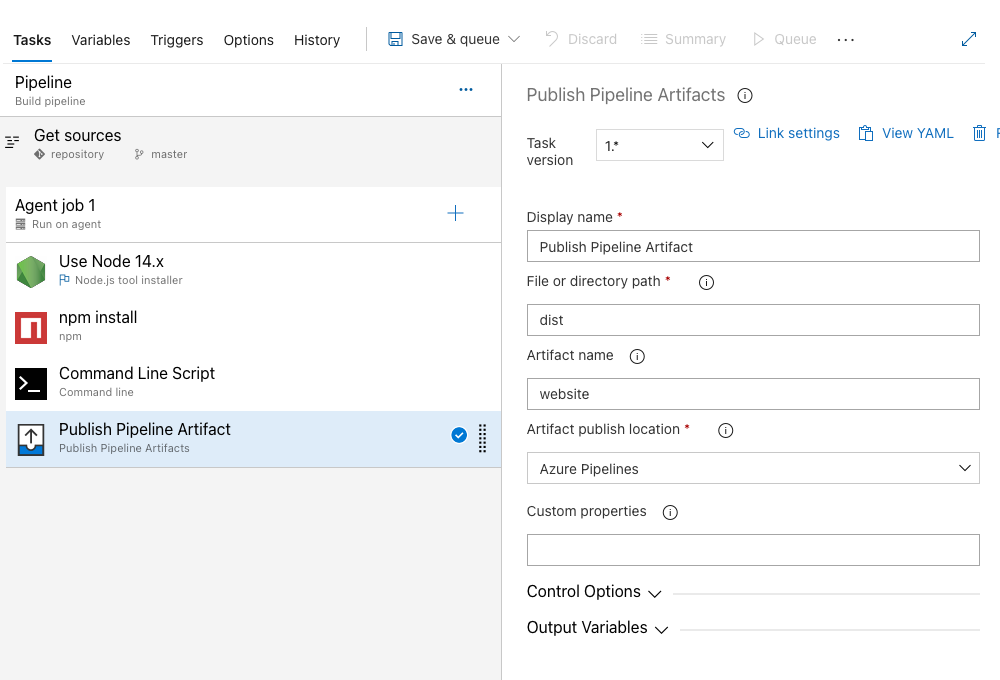 Tasks Variables Triggers Options History Save & queue Discard Summary Queue ...
Pipeline ...
Build pipeline
Get sources
repository master
Agent job 1
Run on agent
Use Node 14.x
Node.js tool installer
npm install
npm
Command Line Script
Command line
Publish Pipeline Artifact
Publish Pipeline Artifacts
Publish Pipeline Artifacts
Task version 1.* Link settings View YAML
Display name *
Publish Pipeline Artifact
File or directory path *
dist
Artifact name
website
Artifact publish location *
Azure Pipelines
Custom properties
Control Options
Output Variables